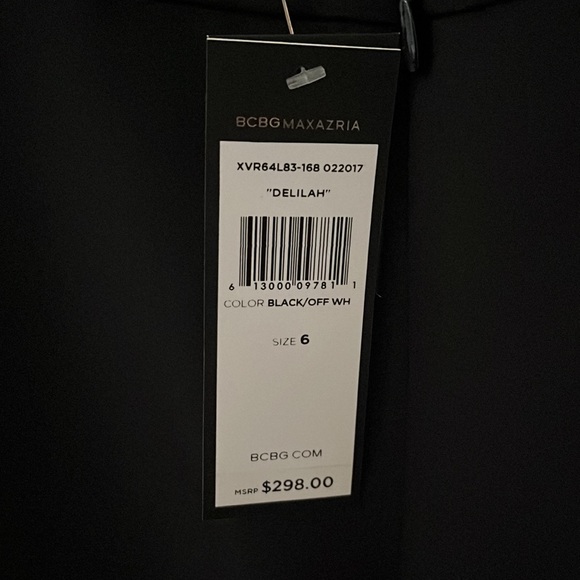 BCBGMAXAZRIA
XVR64L83-168 022017
"DELILAH"
6 13000 09781 1
COLOR BLACK/OFF WH
SIZE 6
BCBG.COM
MSRP $298.00